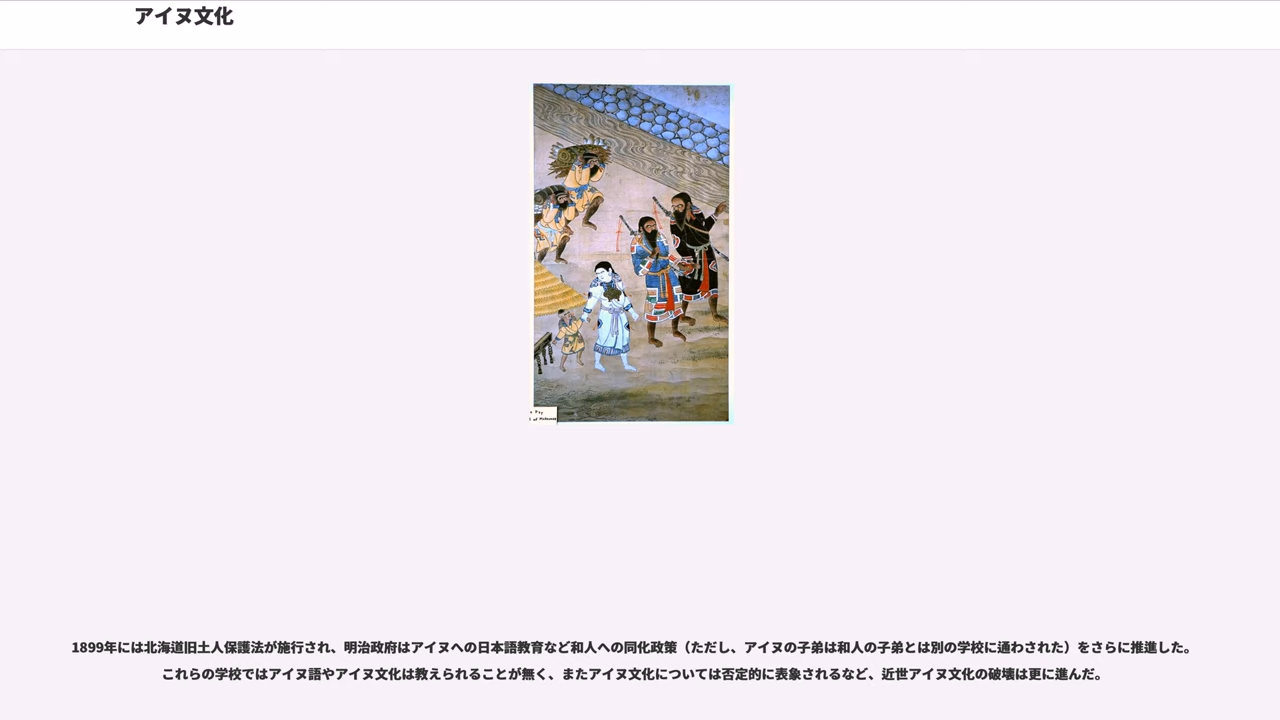 アイヌ文化
1899年には北海道旧土人保護法が施行され、明治政府はアイヌへの日本語教育など和人への同化政策（ただし、アイヌの子弟は和人の子弟とは別の学校に通わされた）をさらに推進した。
これらの学校ではアイヌ語やアイヌ文化は教えられることが無く、またアイヌ文化については否定的に表象されるなど、近世アイヌ文化の破壊は更に進んだ。